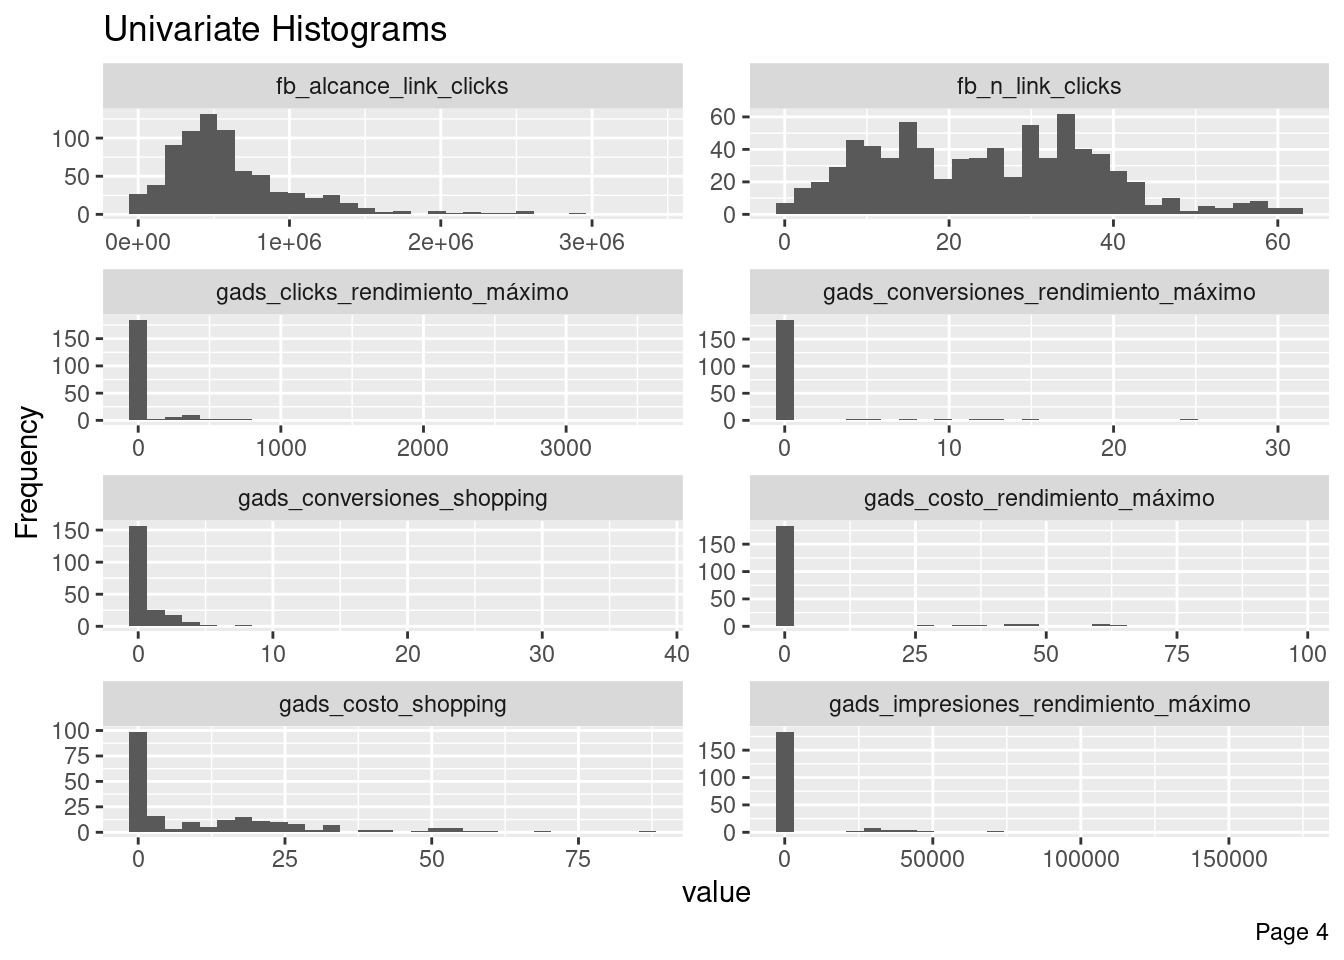 Univariate Histograms
fb_alcance_link_clicks
fb_n_link_clicks
100
50
0
0e+00 1e+06 2e+06 3e+06
60
40
20
0
0 20 40 60
gads_clicks_rendimiento_máximo
gads_conversiones_rendimiento_máximo
150
100
50
0
0 1000 2000 3000
150
100
50
0
0 10 20 30
gads_conversiones_shopping
gads_costo_rendimiento_máximo
150
100
50
0
0 10 20 30 40
150
100
50
0
0 25 50 75 100
gads_costo_shopping
gads_impresiones_rendimiento_máximo
100
75
50
25
0
0 25 50 75
150
100
50
0
0 50000 100000 150000
Frequency
value
Page 4